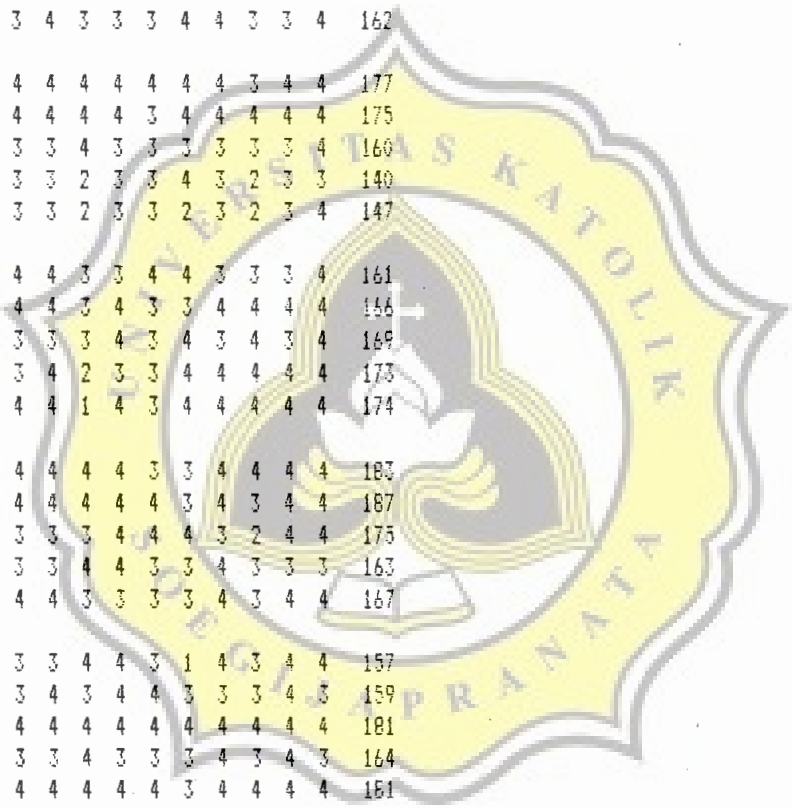 3 4 3 3 3 4 4 3 3 4 162
4 4 4 4 4 4 4 3 4 4 177
4 4 4 4 3 4 4 4 4 4 175
3 3 4 3 3 3 3 3 3 4 160
3 3 2 3 3 4 3 2 3 3 140
3 3 2 3 3 2 3 2 3 4 147
4 4 3 3 4 4 3 3 3 4 161
4 4 3 4 3 3 4 4 4 4 166
3 3 3 4 3 4 3 4 3 4 169
3 4 2 3 3 4 4 4 4 4 173
4 4 1 4 3 4 4 4 4 4 174
4 4 4 4 3 3 4 4 4 4 183
4 4 4 4 4 3 4 3 4 4 187
3 3 3 4 4 4 3 2 4 4 175
3 3 4 4 3 3 4 3 3 3 163
4 4 3 3 3 3 4 3 4 4 167
3 3 4 4 3 1 4 3 4 4 157
3 4 3 4 4 3 3 3 4 3 159
4 4 4 4 4 4 4 4 4 4 181
3 3 4 3 3 3 4 3 4 3 164
4 4 4 4 3 4 4 4 4 181
UNIVERSITAS KATOLIK
SOEGIJAPRANATA